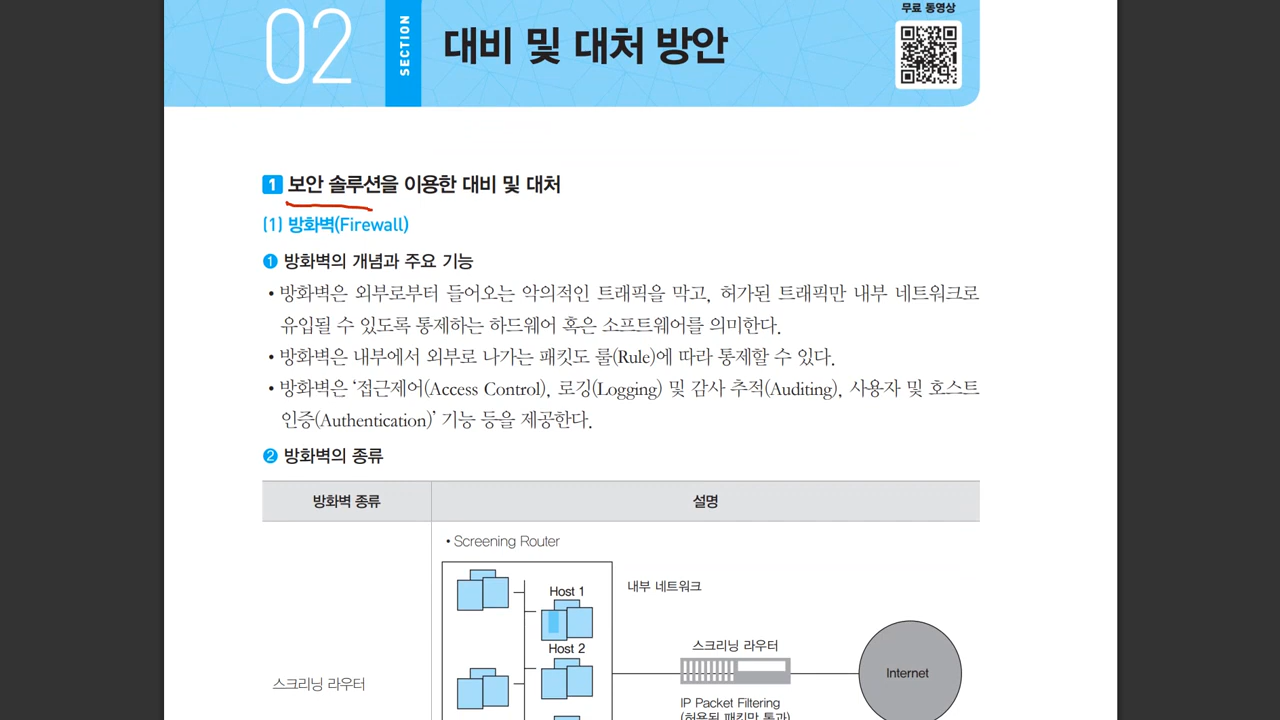 무료 동영상
02
SECTION
대비 및 대처 방안
1 보안 솔루션을 이용한 대비 및 대처
(1) 방화벽(Firewall)
1 방화벽의 개념과 주요 기능
• 방화벽은 외부로부터 들어오는 악의적인 트래픽을 막고, 허가된 트래픽만 내부 네트워크로
유입될 수 있도록 통제하는 하드웨어 혹은 소프트웨어를 의미한다.
• 방화벽은 내부에서 외부로 나가는 패킷도 룰(Rule)에 따라 통제할 수 있다.
• 방화벽은 ‘접근제어(Access Control), 로깅(Logging) 및 감사 추적(Auditing), 사용자 및 호스트
인증(Authentication)’ 기능 등을 제공한다.
2 방화벽의 종류
방화벽 종류
설명
• Screening Router
내부 네트워크
Host 1
Host 2
스크리닝 라우터
Internet
스크리닝 라우터
IP Packet Filtering
(허용된 패킷만 통과)